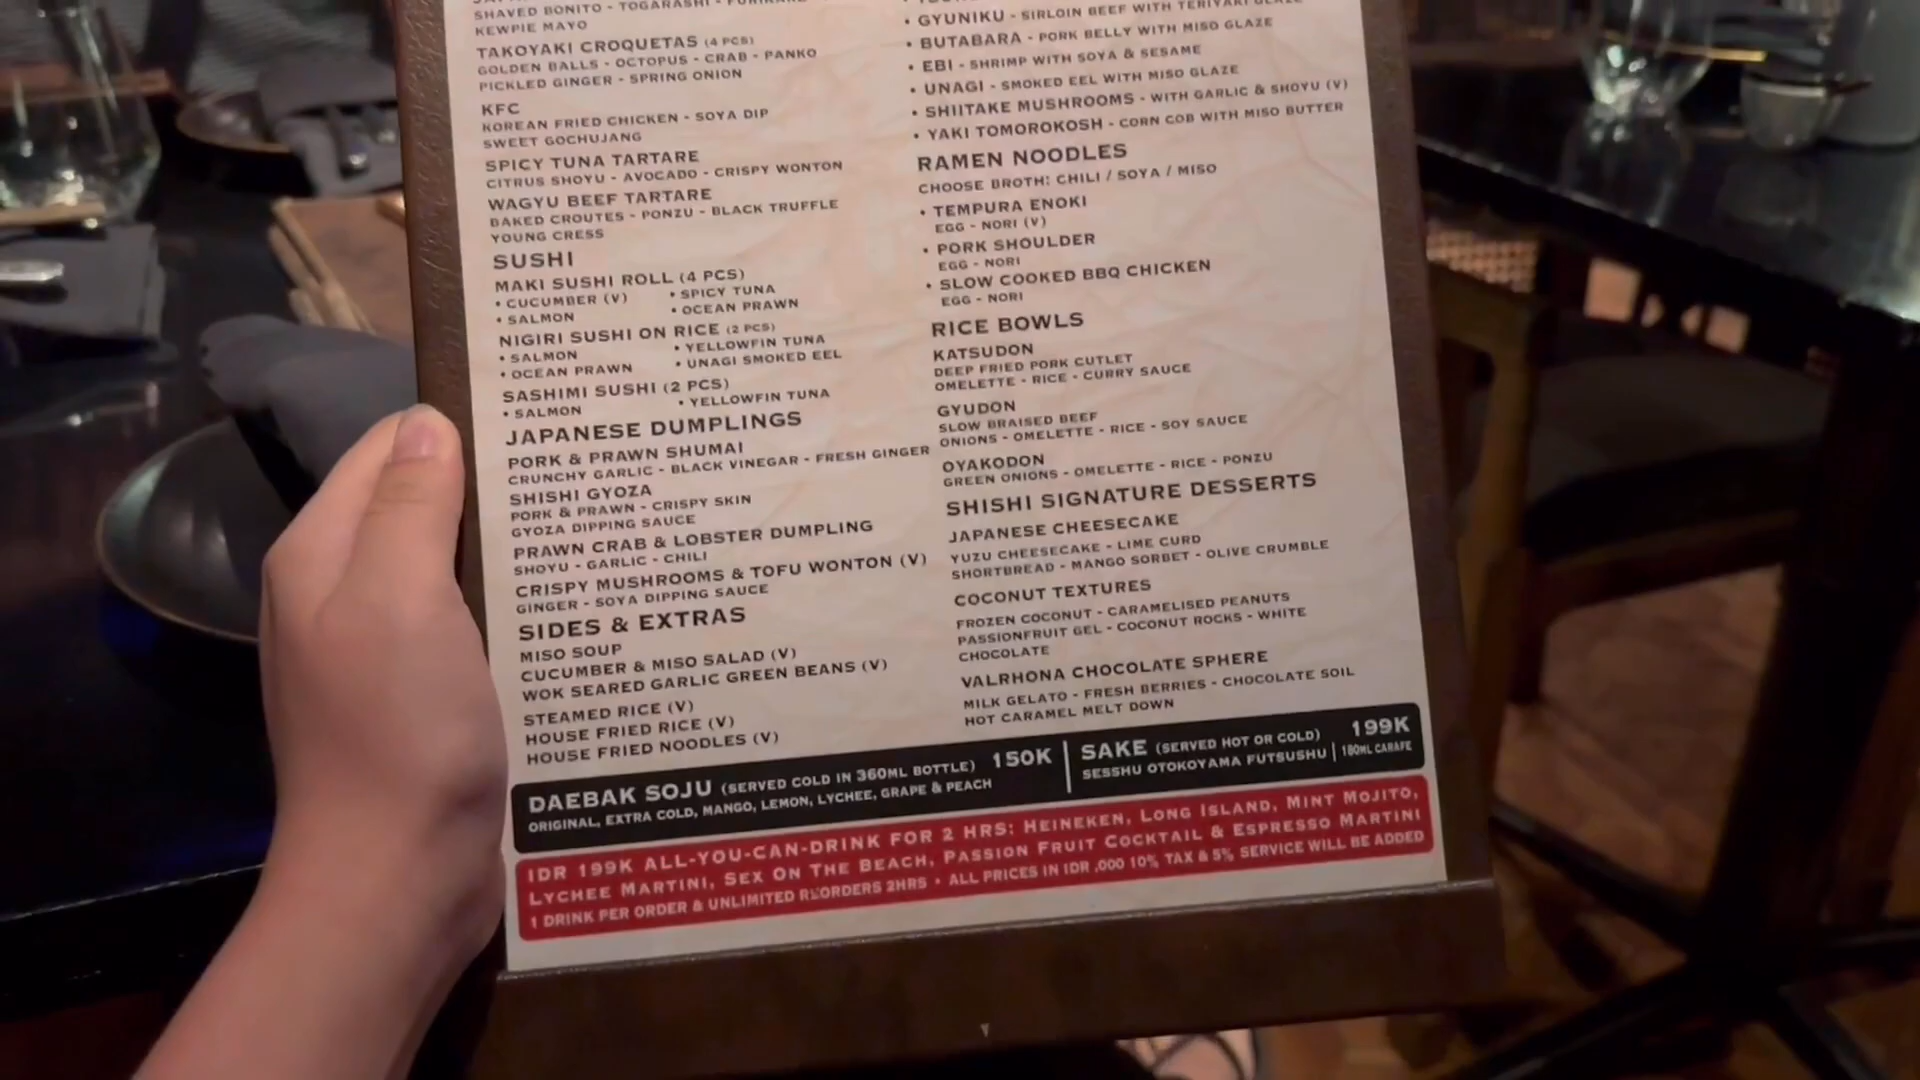 SHAVED BONITO - TOGARASHI -
KEWPIE MAYO
TAKOYAKI CROQUETAS (4 PCS)
GOLDEN BALLS - OCTOPUS - CRAB - PANKO
PICKLED GINGER - SPRING ONION
KFC
KOREAN FRIED CHICKEN - SOYA DIP
SWEET GOCHUJANG
SPICY TUNA TARTARE
CITRUS SHOYU - AVOCADO - CRISPY WONTON
WAGYU BEEF TARTARE
BAKED CROUTES - PONZU - BLACK TRUFFLE
YOUNG CRESS
SUSHI
MAKI SUSHI ROLL (4 PCS)
• CUCUMBER (V) • SPICY TUNA
• SALMON • OCEAN PRAWN
NIGIRI SUSHI ON RICE (2 PCS)
• SALMON • YELLOWFIN TUNA
• OCEAN PRAWN • UNAGI SMOKED EEL
SASHIMI SUSHI (2 PCS)
• SALMON • YELLOWFIN TUNA
JAPANESE DUMPLINGS
PORK & PRAWN SHUMAI
CRUNCHY GARLIC - BLACK VINEGAR - FRESH GINGER
SHISHI GYOZA
PORK & PRAWN - CRISPY SKIN
GYOZA DIPPING SAUCE
PRAWN CRAB & LOBSTER DUMPLING
SHOYU - GARLIC - CHILI
CRISPY MUSHROOMS & TOFU WONTON (V)
GINGER - SOYA DIPPING SAUCE
SIDES & EXTRAS
MISO SOUP
CUCUMBER & MISO SALAD (V)
WOK SEARED GARLIC GREEN BEANS (V)
STEAMED RICE (V)
HOUSE FRIED RICE (V)
HOUSE FRIED NOODLES (V)
• GYUNIKU - SIRLOIN BEEF WITH TERIYAKI GLAZE
• BUTABARA - PORK BELLY WITH MISO GLAZE
• EBI - SHRIMP WITH SOYA & SESAME
• UNAGI - SMOKED EEL WITH MISO GLAZE
• SHIITAKE MUSHROOMS - WITH GARLIC & SHOYU (V)
• YAKI TOMOROKOSH - CORN COB WITH MISO BUTTER
RAMEN NOODLES
CHOOSE BROTH: CHILI / SOYA / MISO
• TEMPURA ENOKI
EGG - NORI (V)
• PORK SHOULDER
EGG - NORI
• SLOW COOKED BBQ CHICKEN
EGG - NORI
RICE BOWLS
KATSUDON
DEEP FRIED PORK CUTLET
OMELETTE - RICE - CURRY SAUCE
GYUDON
SLOW BRAISED BEEF
ONIONS - OMELETTE - RICE - SOY SAUCE
OYAKODON
GREEN ONIONS - OMELETTE - RICE - PONZU
SHISHI SIGNATURE DESSERTS
JAPANESE CHEESECAKE
YUZU CHEESECAKE - LIME CURD
SHORTBREAD - MANGO SORBET - OLIVE CRUMBLE
COCONUT TEXTURES
FROZEN COCONUT - CARAMELISED PEANUTS
PASSIONFRUIT GEL - COCONUT ROCKS - WHITE
CHOCOLATE
VALRHONA CHOCOLATE SPHERE
MILK GELATO - FRESH BERRIES - CHOCOLATE SOIL
HOT CARAMEL MELT DOWN
DAEBAK SOJU (SERVED COLD IN 360ML BOTTLE) 150K
ORIGINAL, EXTRA COLD, MANGO, LEMON, LYCHEE, GRAPE & PEACH
SAKE (SERVED HOT OR COLD) 199K
SESSHU OTOKOYAMA FUTSUSHU | 180ML CARAFE
IDR 199K ALL-YOU-CAN-DRINK FOR 2 HRS: HEINEKEN, LONG ISLAND, MINT MOJITO,
LYCHEE MARTINI, SEX ON THE BEACH, PASSION FRUIT COCKTAIL & ESPRESSO MARTINI
1 DRINK PER ORDER & UNLIMITED REORDERS 2HRS • ALL PRICES IN IDR ,000 10% TAX & 5% SERVICE WILL BE ADDED